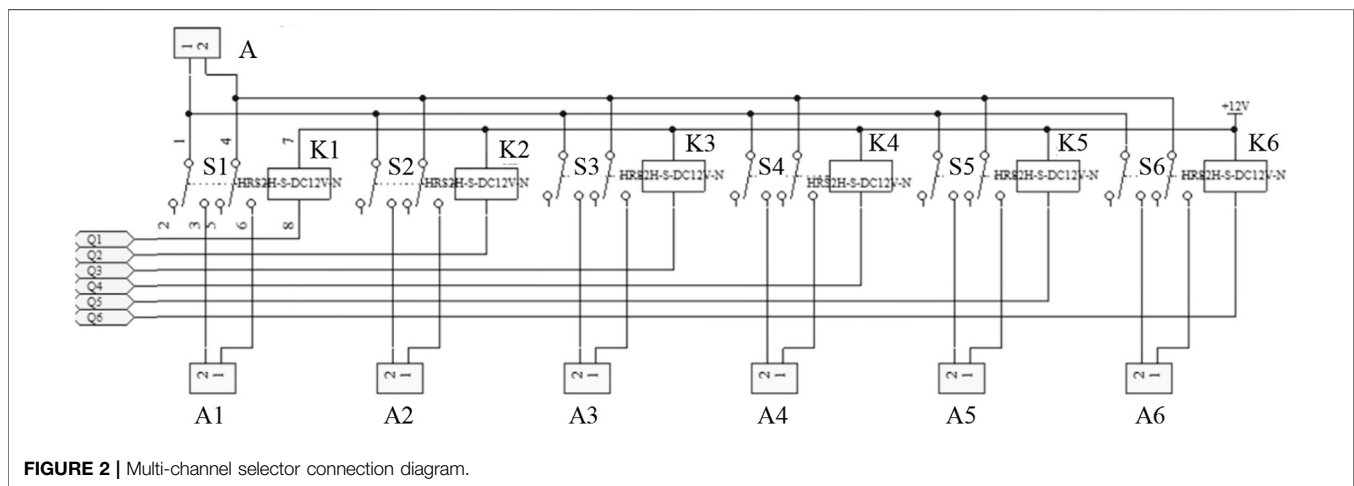 1 2 A
+12V
1 4 7
S1 K1 S2 K2 S3 K3 S4 K4 S5 K5 S6 K6
HRS2H-S-DC12V-N HRS2H-S-DC12V-N HRS2H-S-DC12V-N HRS2H-S-DC12V-N HRS2H-S-DC12V-N HRS2H-S-DC12V-N
2 3 5 6 8
Q1
Q2
Q3
Q4
Q5
Q6
2 1 2 1 2 1 2 1 2 1 2 1
A1 A2 A3 A4 A5 A6
FIGURE 2 | Multi-channel selector connection diagram.